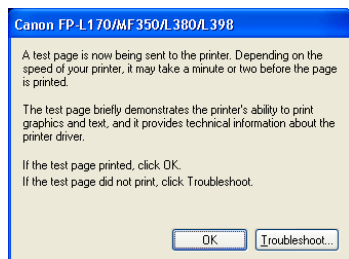 Canon FP-L170/MF350/L380/L398
A test page is now being sent to the printer. Depending on the
speed of your printer, it may take a minute or two before the page
is printed.
The test page briefly demonstrates the printer's ability to print
graphics and text, and it provides technical information about the
printer driver.
If the test page printed, click OK.
If the test page did not print, click Troubleshoot.
OK
Troubleshoot...